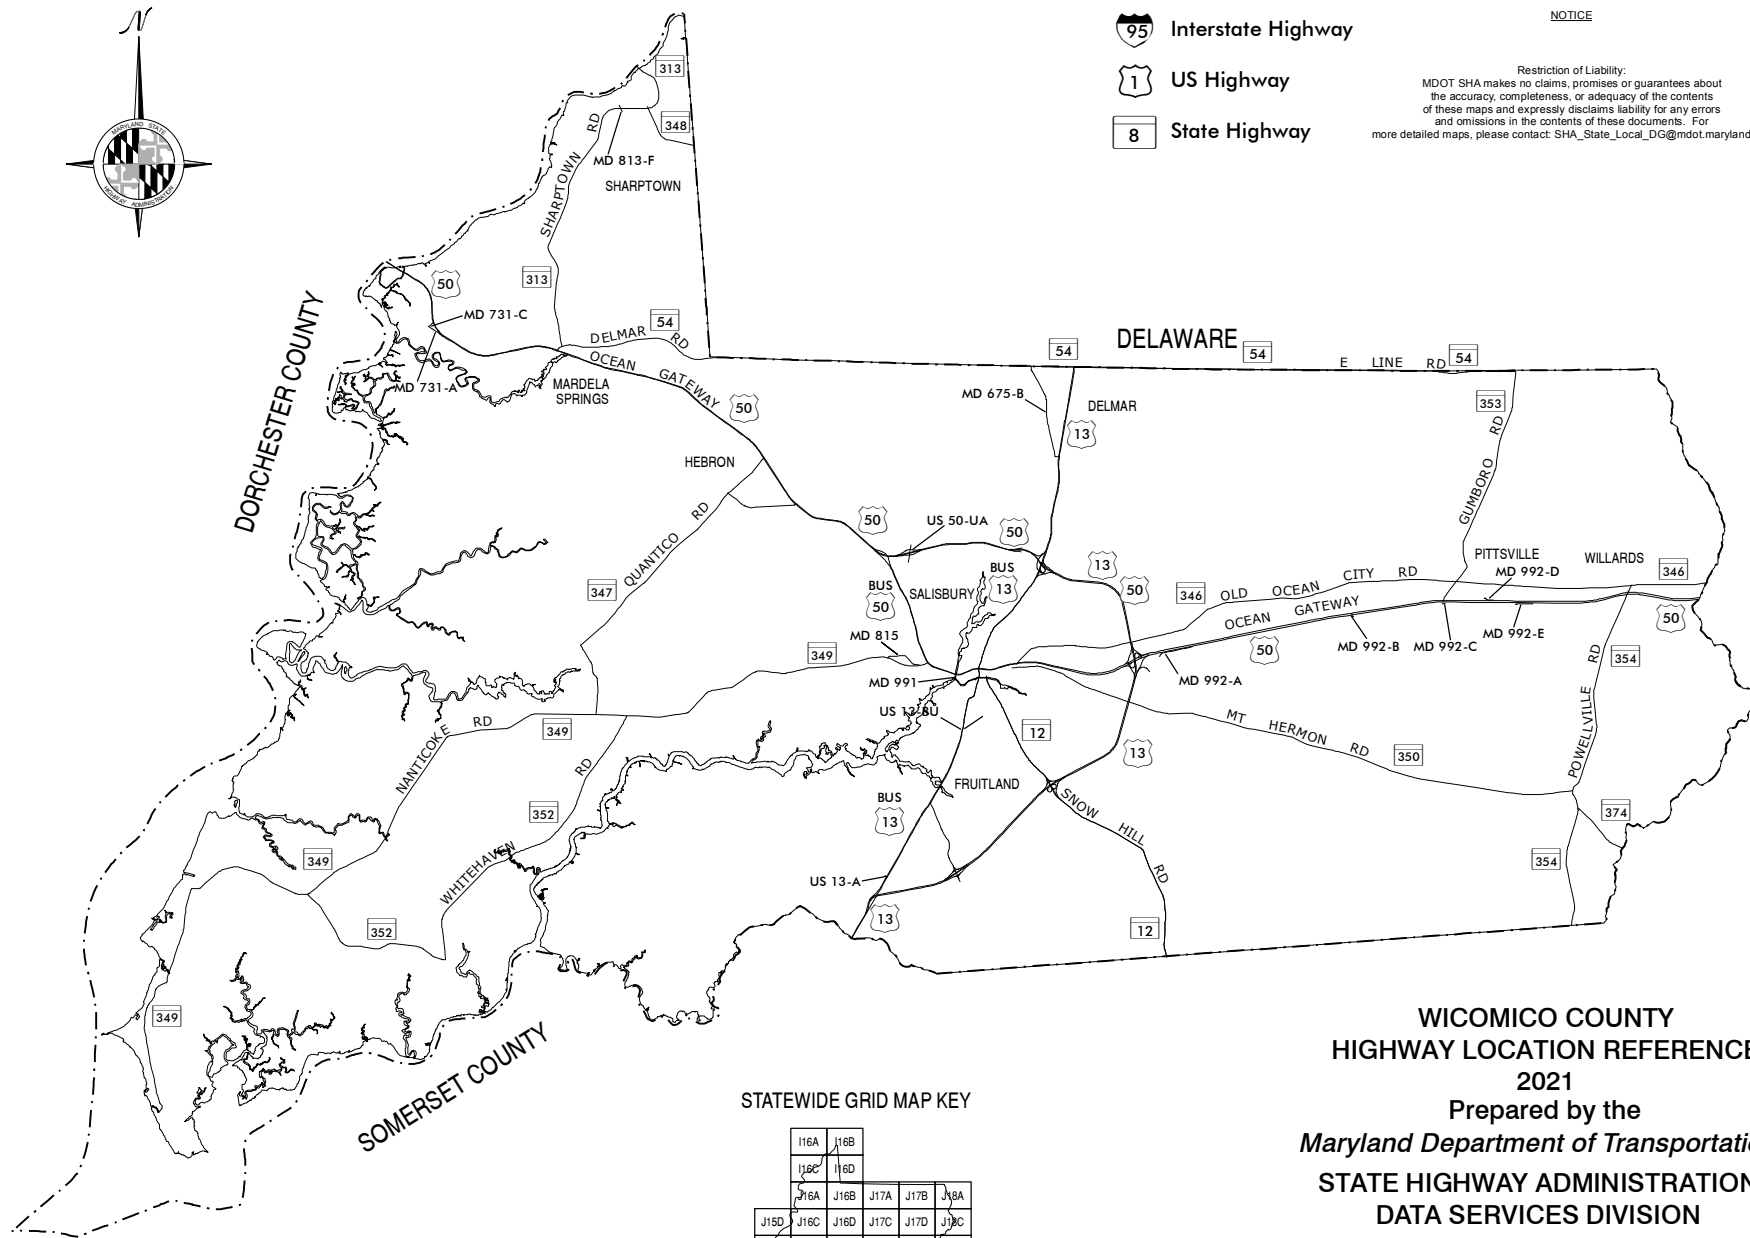 N
MARYLAND STATE
HIGHWAY ADMINISTRATION
95 Interstate Highway
1 US Highway
8 State Highway
NOTICE
Restriction of Liability:
MDOT SHA makes no claims, promises or guarantees about
the accuracy, completeness, or adequacy of the contents
of these maps and expressly disclaims liability for any errors
and omissions in the contents of these documents. For
more detailed maps, please contact: SHA_State_Local_DG@mdot.maryland
313
348
SHARPTOWN RD
MD 813-F
SHARPTOWN
313
50
MD 731-C
MD 731-A
DELMAR RD
54
OCEAN GATEWAY
MARDELA
SPRINGS
50
DORCHESTER COUNTY
DELAWARE
54
54
E LINE RD
54
MD 675-B
DELMAR
13
353
GUMBORO RD
HEBRON
QUANTICO RD
347
50
US 50-UA
50
13
50
BUS
50
BUS
13
SALISBURY
PITTSVILLE
WILLARDS
346
MD 992-D
346
OLD OCEAN CITY RD
OCEAN GATEWAY
50
50
MD 992-B
MD 992-C
MD 992-E
MD 992-A
MD 815
349
MD 991
US 13-BU
12
13
MT HERMON RD
350
354
POWELLVILLE RD
374
354
NANTICOKE RD
349
352
WHITEHAVEN RD
349
352
349
FRUITLAND
BUS
13
SNOW HILL RD
US 13-A
13
12
SOMERSET COUNTY
STATEWIDE GRID MAP KEY
I16A I16B
I16C I16D
J16A J16B J17A J17B J18A
J15D J16C J16D J17C J17D J18C
WICOMICO COUNTY
HIGHWAY LOCATION REFERENCE
2021
Prepared by the
Maryland Department of Transportatio
STATE HIGHWAY ADMINISTRATION
DATA SERVICES DIVISION